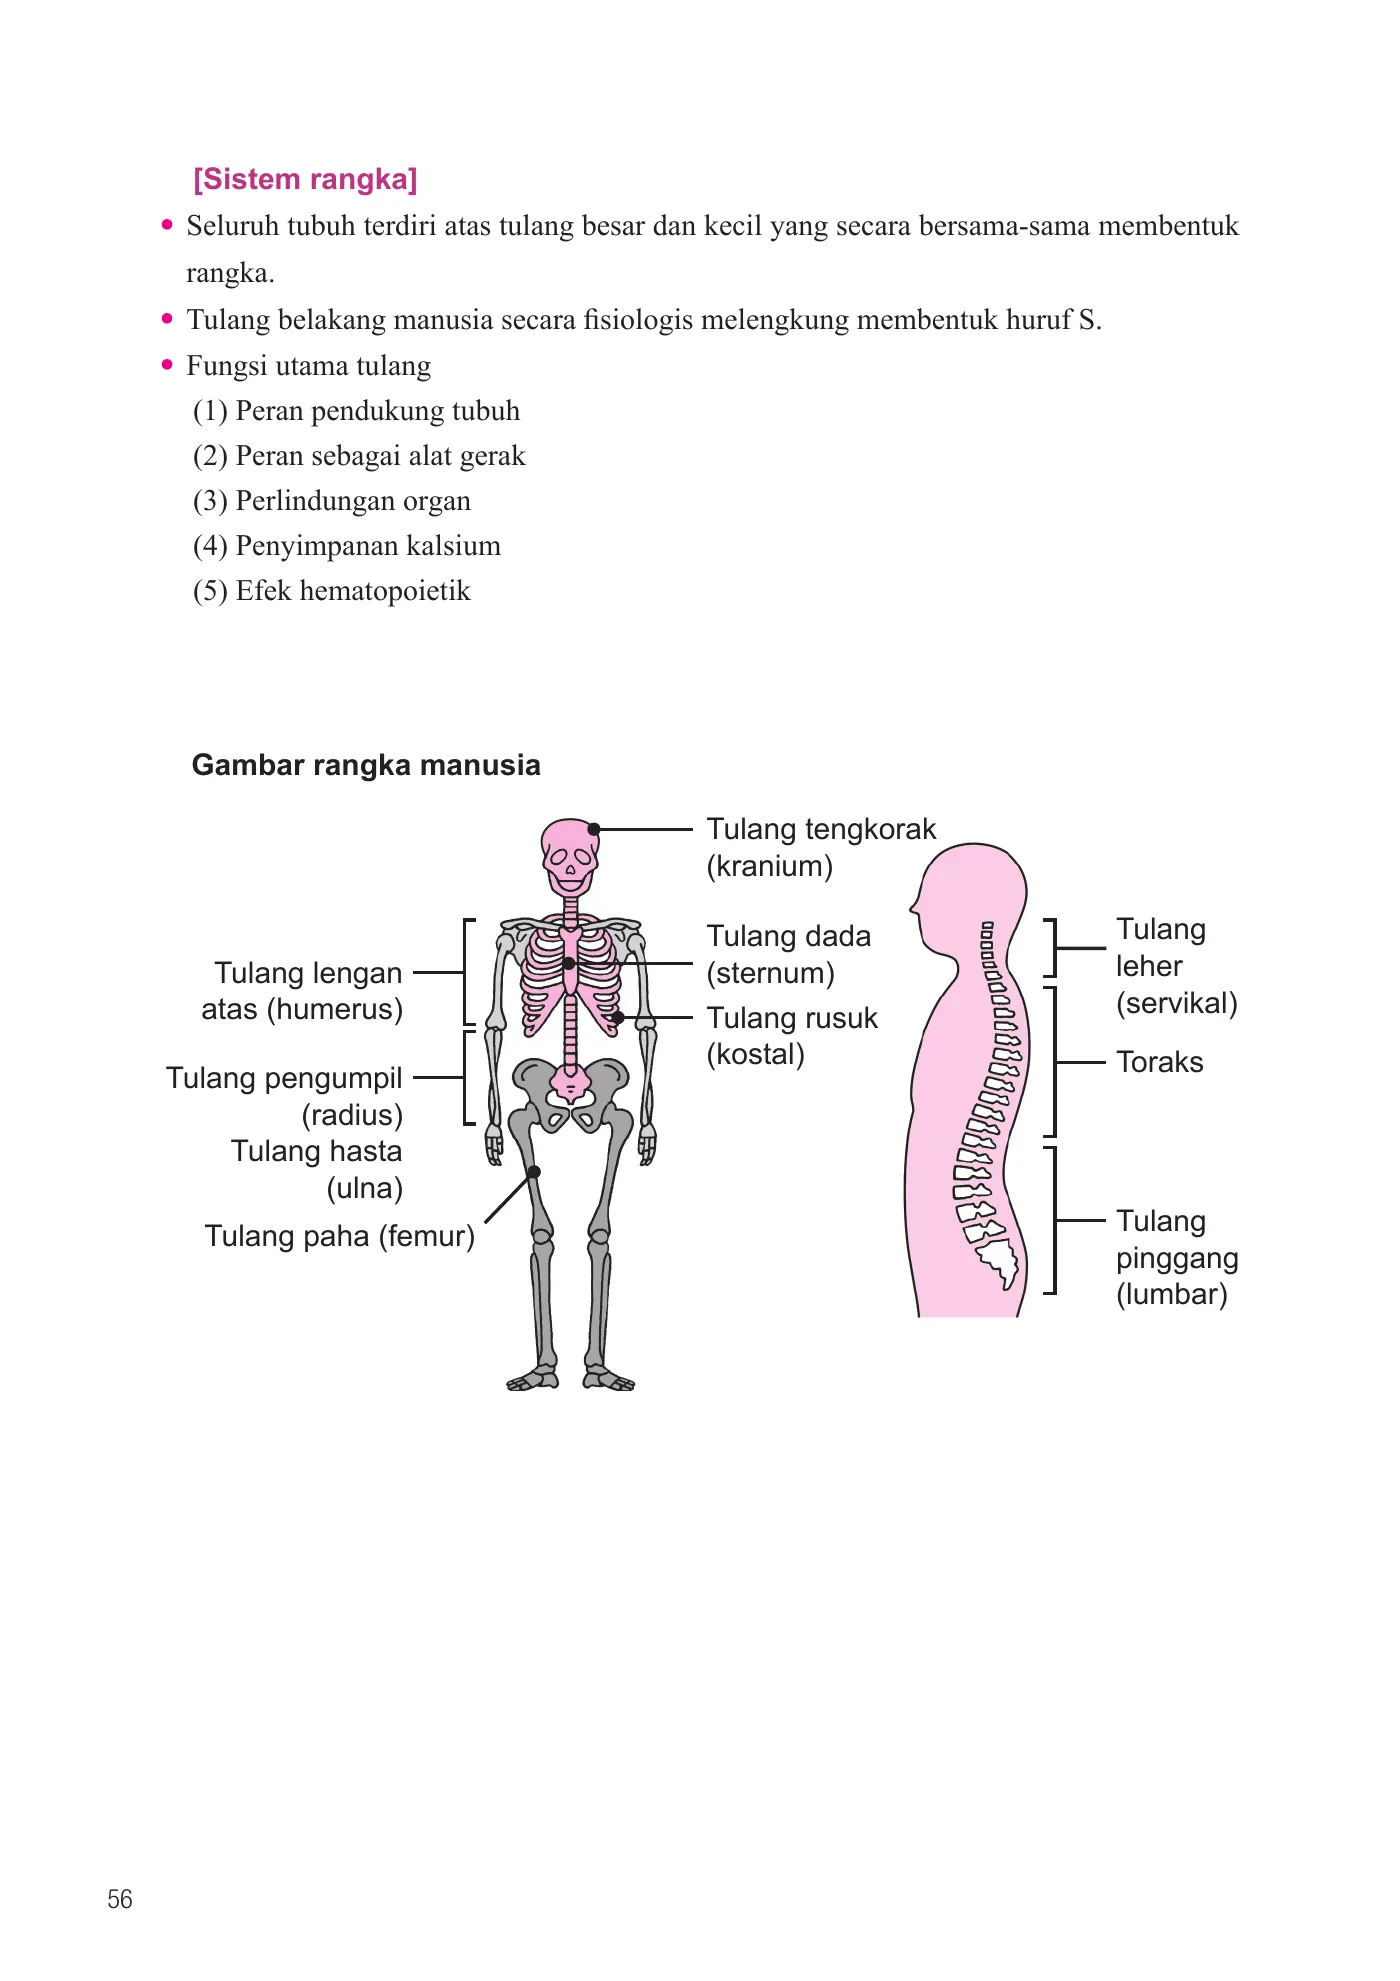 [Sistem rangka]
• Seluruh tubuh terdiri atas tulang besar dan kecil yang secara bersama-sama membentuk
rangka.
• Tulang belakang manusia secara fisiologis melengkung membentuk huruf S.
• Fungsi utama tulang
(1) Peran pendukung tubuh
(2) Peran sebagai alat gerak
(3) Perlindungan organ
(4) Penyimpanan kalsium
(5) Efek hematopoietik
Gambar rangka manusia
Tulang tengkorak
(kranium)
Tulang dada
(sternum)
Tulang rusuk
(kostal)
Tulang lengan
atas (humerus)
Tulang pengumpil
(radius)
Tulang hasta
(ulna)
Tulang paha (femur)
Tulang
leher
(servikal)
Toraks
Tulang
pinggang
(lumbar)
56